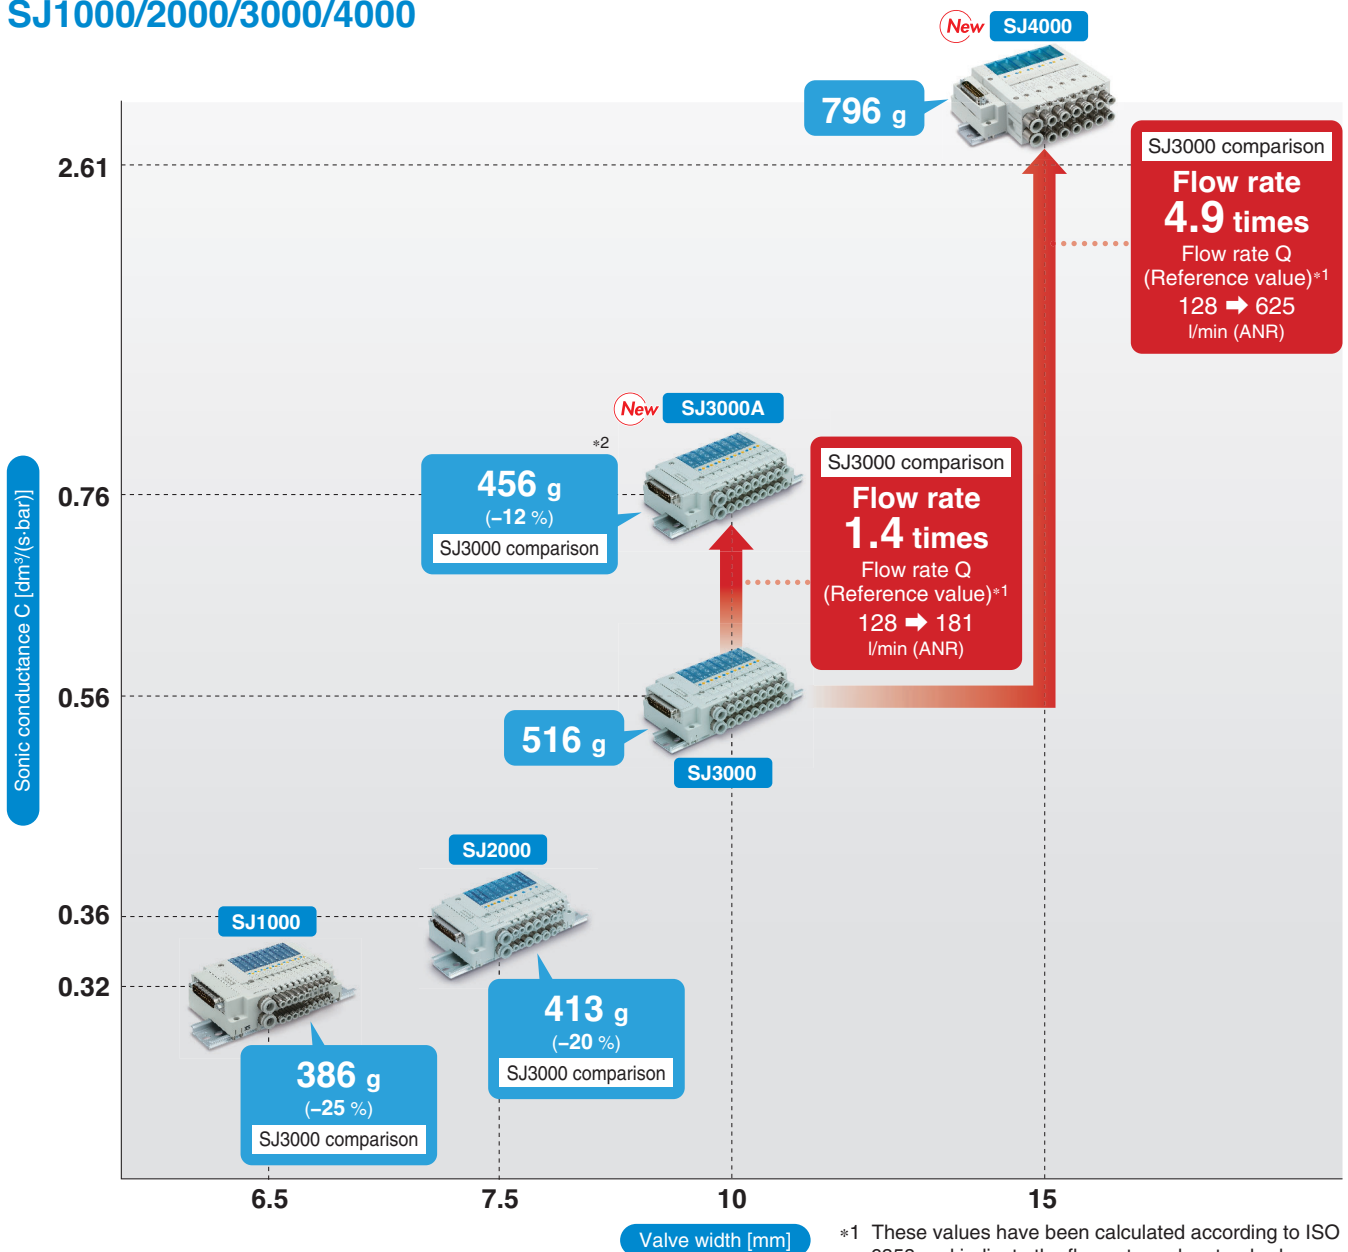 SJ1000/2000/3000/4000
New SJ4000
796 g
2.61
SJ3000 comparison
Flow rate
4.9 times
Flow rate Q
(Reference value)*1
128 ➡ 625
l/min (ANR)
New SJ3000A
*2
456 g
(–12 %)
SJ3000 comparison
0.76
SJ3000 comparison
Flow rate
1.4 times
Flow rate Q
(Reference value)*1
128 ➡ 181
l/min (ANR)
Sonic conductance C [dm³/(s·bar)]
0.56
516 g
SJ3000
SJ2000
0.36
SJ1000
0.32
413 g
(–20 %)
SJ3000 comparison
386 g
(–25 %)
SJ3000 comparison
6.5 7.5 10 15
Valve width [mm]
*1 These values have been calculated according to ISO